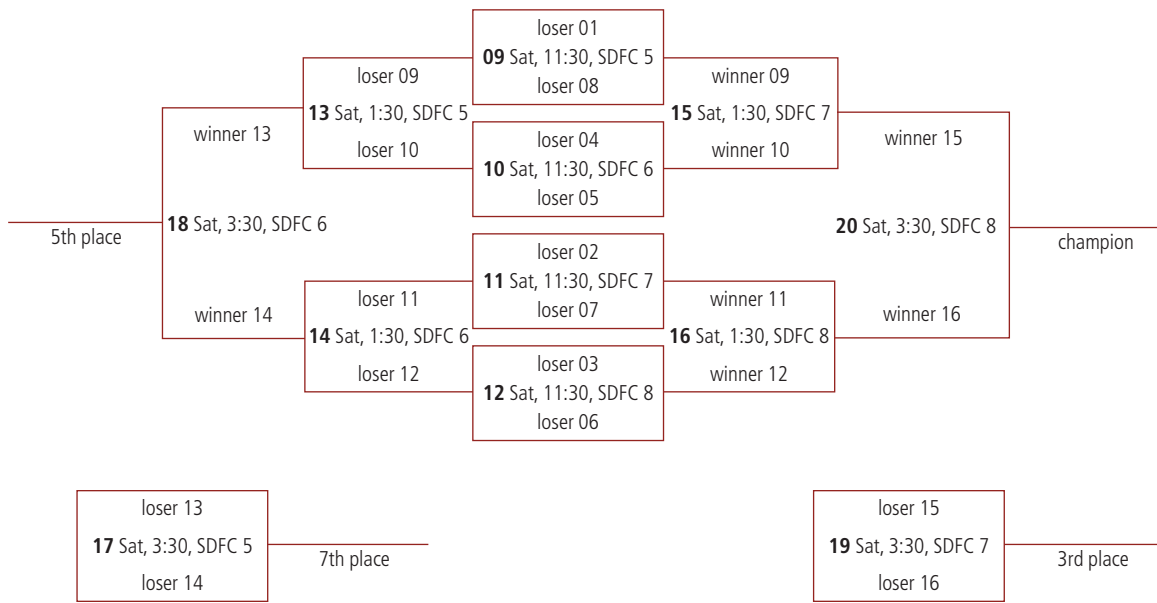 loser 01
09 Sat, 11:30, SDFC 5
loser 08
loser 09
13 Sat, 1:30, SDFC 5
loser 10
winner 09
15 Sat, 1:30, SDFC 7
winner 10
loser 04
10 Sat, 11:30, SDFC 6
loser 05
winner 13
18 Sat, 3:30, SDFC 6
winner 14
5th place
winner 15
20 Sat, 3:30, SDFC 8
winner 16
champion
loser 02
11 Sat, 11:30, SDFC 7
loser 07
loser 11
14 Sat, 1:30, SDFC 6
loser 12
winner 11
16 Sat, 1:30, SDFC 8
winner 12
loser 03
12 Sat, 11:30, SDFC 8
loser 06
loser 13
17 Sat, 3:30, SDFC 5
loser 14
7th place
loser 15
19 Sat, 3:30, SDFC 7
loser 16
3rd place